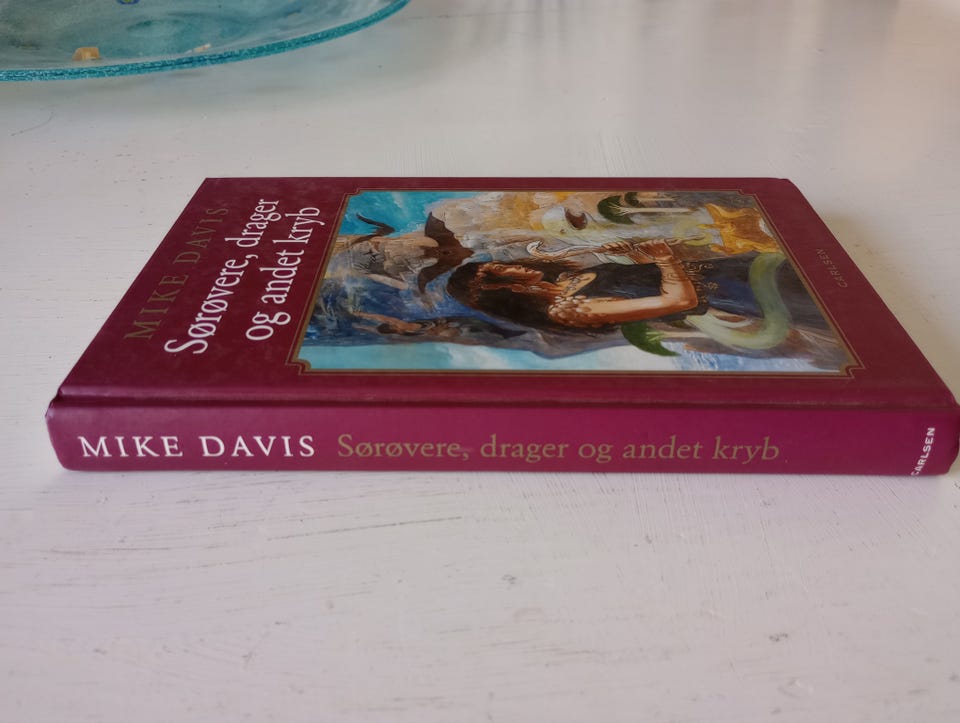 MIKE DAVIS
Sørøvere, drager
og andet kryb
CARLSEN
MIKE DAVIS Sørøvere, drager og andet kryb
CARLSEN